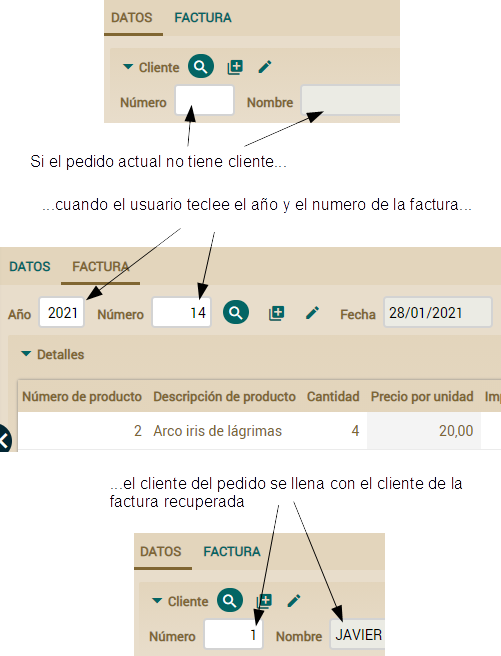 DATOS FACTURA
Cliente
Número Nombre
Si el pedido actual no tiene cliente...
...cuando el usuario teclee el año y el numero de la factura...
DATOS FACTURA
Año 2021 Número 14 Fecha 28/01/2021
Detalles
Número de producto Descripción de producto Cantidad Precio por unidad Imp
2 Arco iris de lágrimas 4 20,00
...el cliente del pedido se llena con el cliente de la
factura recuperada
DATOS FACTURA
Cliente
Número 1 Nombre JAVIER